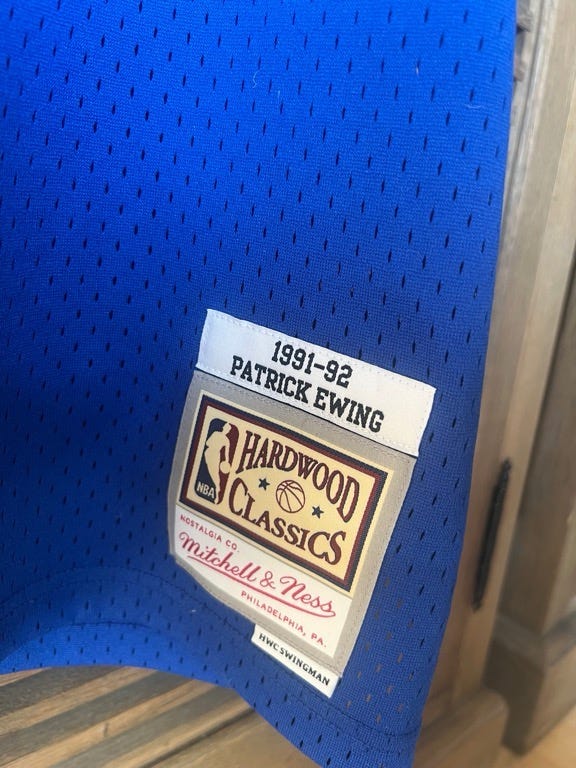 1991-92
PATRICK EWING
HARDWOOD
NBA
CLASSICS
NOSTALGIA CO.
Mitchell & Ness
PHILADELPHIA, PA.
HWC SWINGMAN